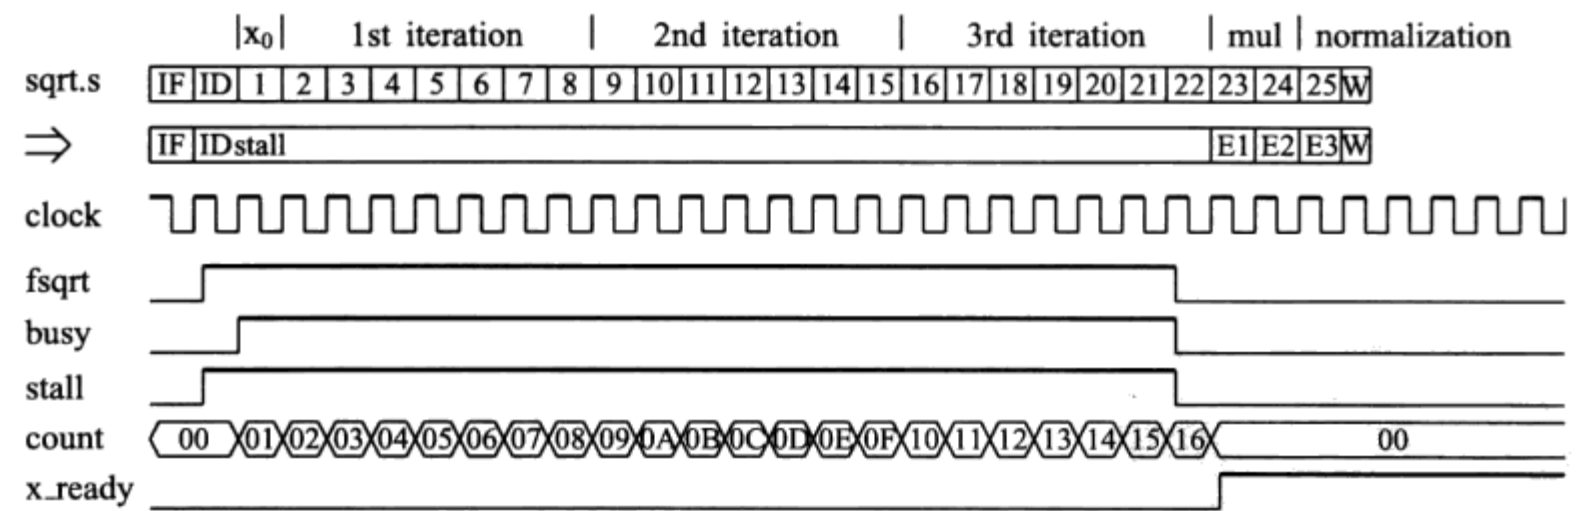 |x₀| 1st iteration | 2nd iteration | 3rd iteration | mul | normalization
sqrt.s IF ID 1 2 3 4 5 6 7 8 9 10 11 12 13 14 15 16 17 18 19 20 21 22 23 24 25 W
⇒ IF ID stall E1 E2 E3 W
clock
fsqrt
busy
stall
count 00 01 02 03 04 05 06 07 08 09 0A 0B 0C 0D 0E 0F 10 11 12 13 14 15 16 00
x_ready